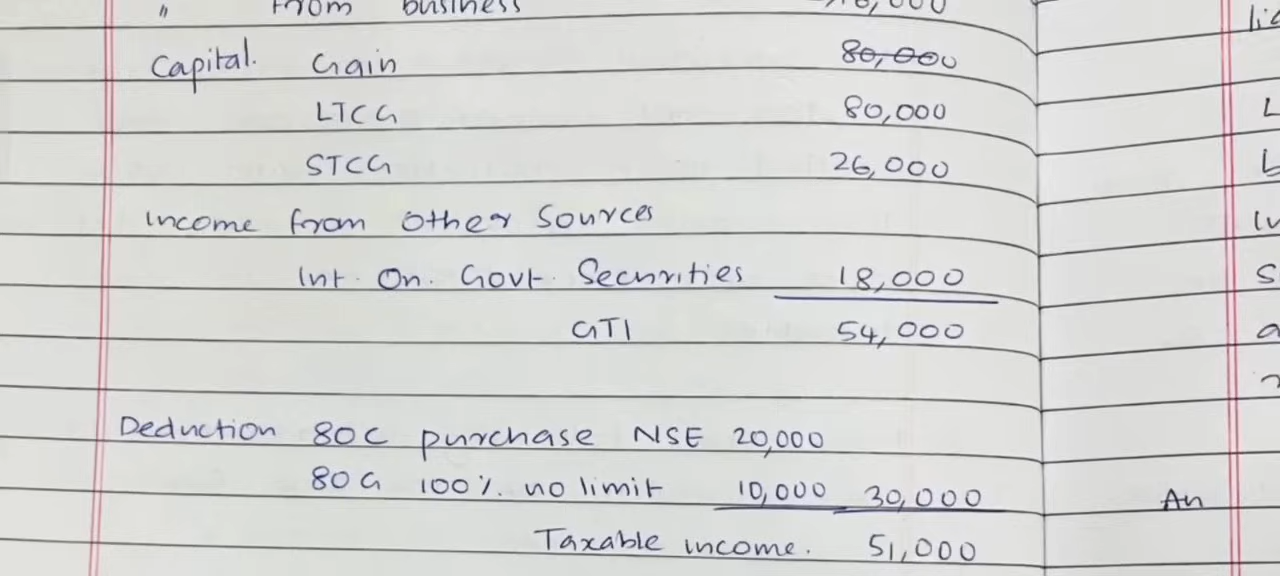 " From business
Capital. Gain 80,000
LTCG 80,000
STCG 26,000
Income from other Sources
Int. On. Govt. Securities 18,000
GTI 54,000
Deduction 80C purchase NSE 20,000
80G 100% no limit 10,000 30,000
Taxable income. 51,000
An